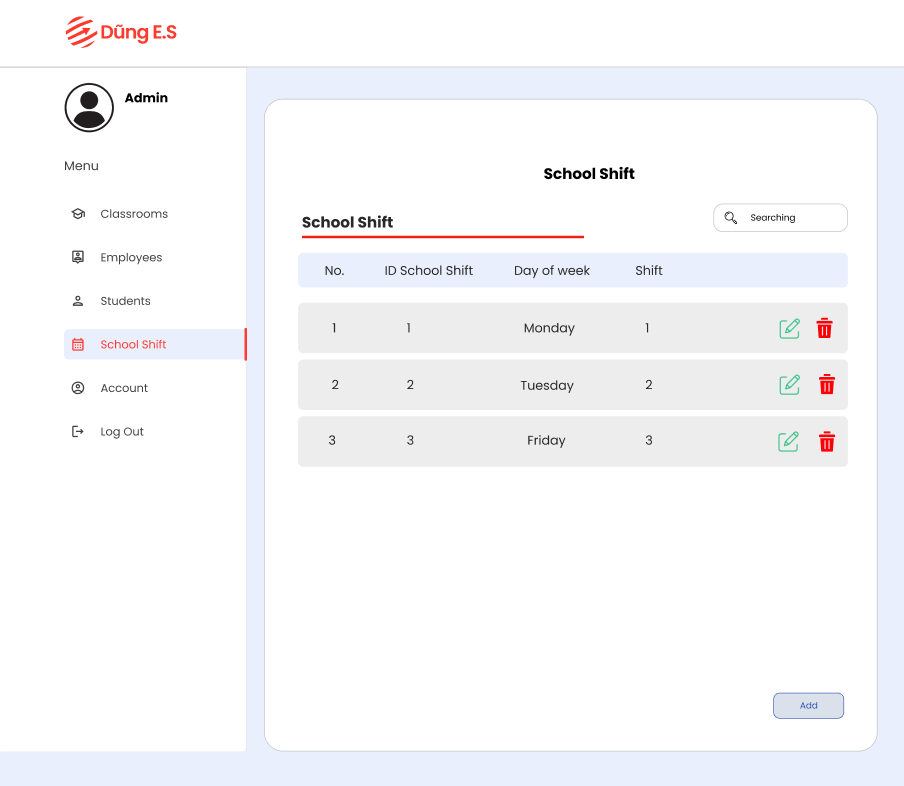 Dũng E.S
Admin
Menu
Classrooms
Employees
Students
School Shift
Account
Log Out
School Shift
School Shift
Searching
No. ID School Shift Day of week Shift
1 1 Monday 1
2 2 Tuesday 2
3 3 Friday 3
Add